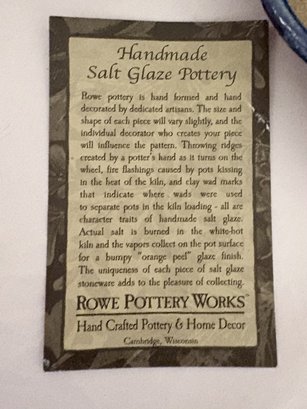 Handmade
Salt Glaze Pottery
Rowe pottery is hand formed and hand
decorated by dedicated artisans. The size and
shape of each piece will vary slightly, and the
individual decorator who creates your piece
will influence the pattern. Throwing ridges
created by a potter's hand as it turns on the
wheel, fire flashings caused by pots kissing
in the heat of the kiln, and clay wad marks
that indicate where wads were used
to separate pots in the kiln loading - all are
character traits of handmade salt glaze.
Actual salt is burned in the white-hot
kiln and the vapors collect on the pot surface
for a bumpy "orange peel" glaze finish.
The uniqueness of each piece of salt glaze
stoneware adds to the pleasure of collecting.
ROWE POTTERY WORKS™
Hand Crafted Pottery & Home Decor
Cambridge, Wisconsin